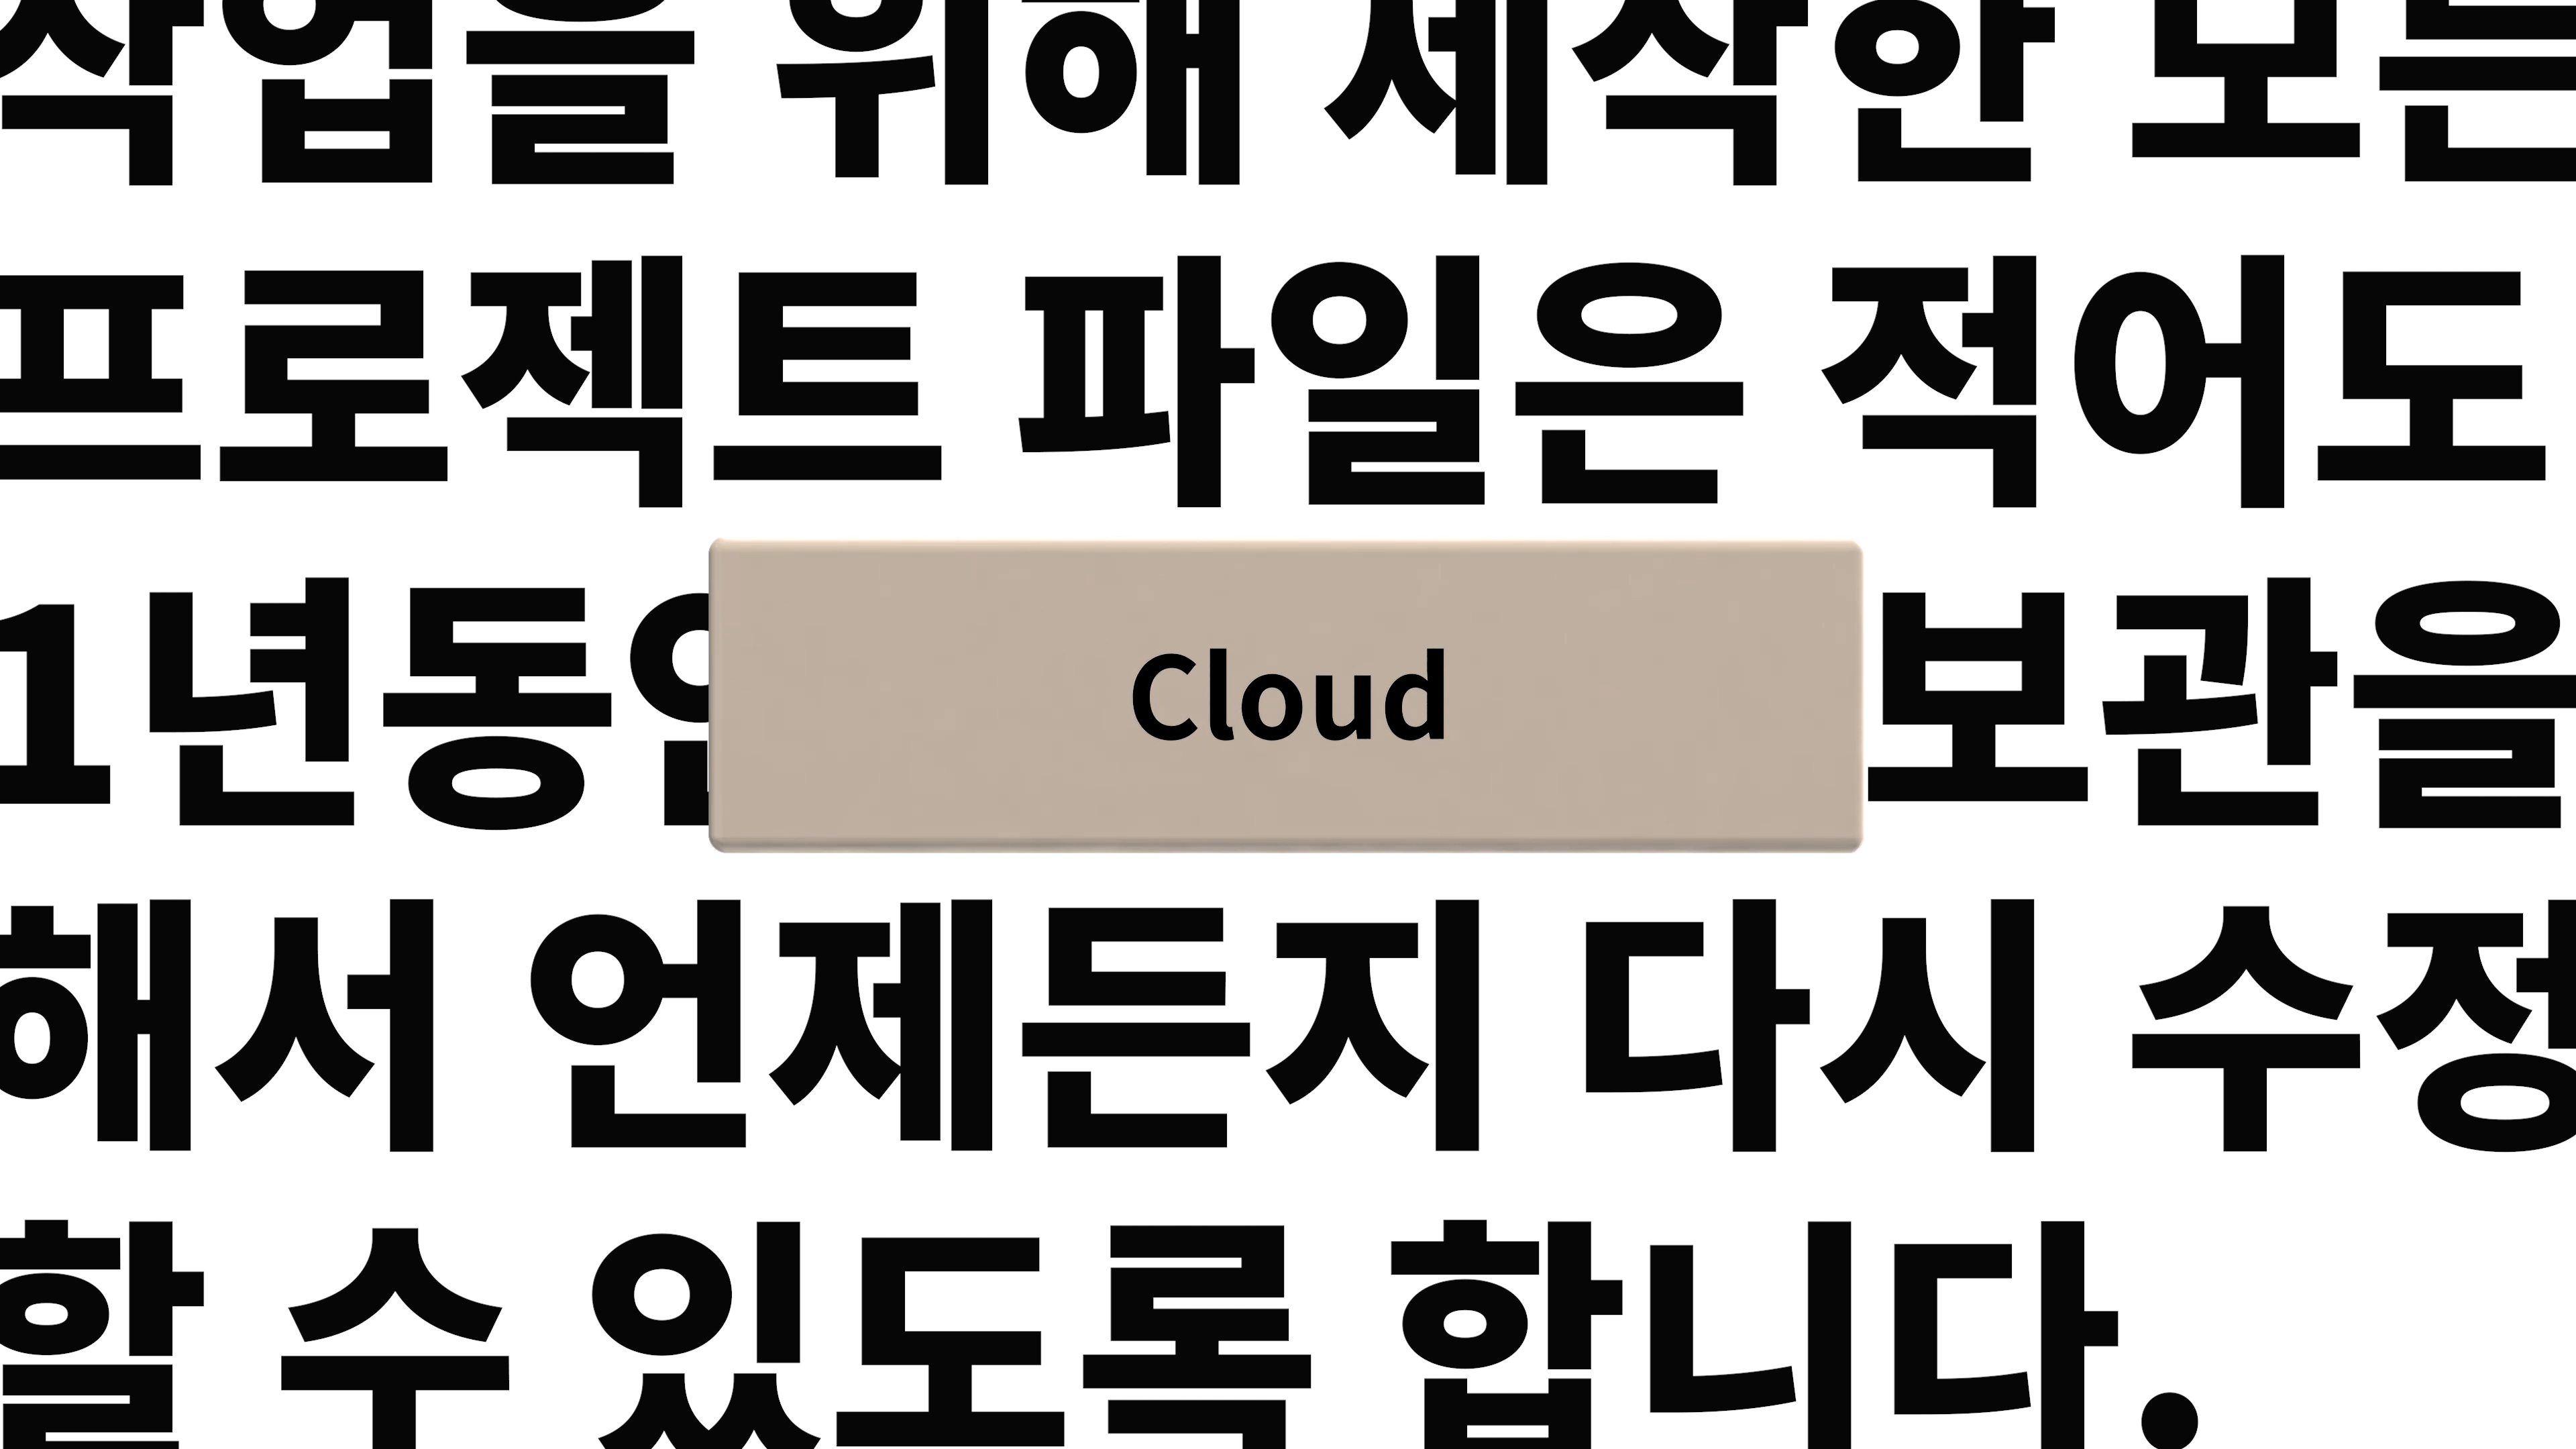 작업을 위해 제작한 모든
프로젝트 파일은 적어도
1년동안 Cloud 보관을
해서 언제든지 다시 수정
할 수 있도록 합니다.